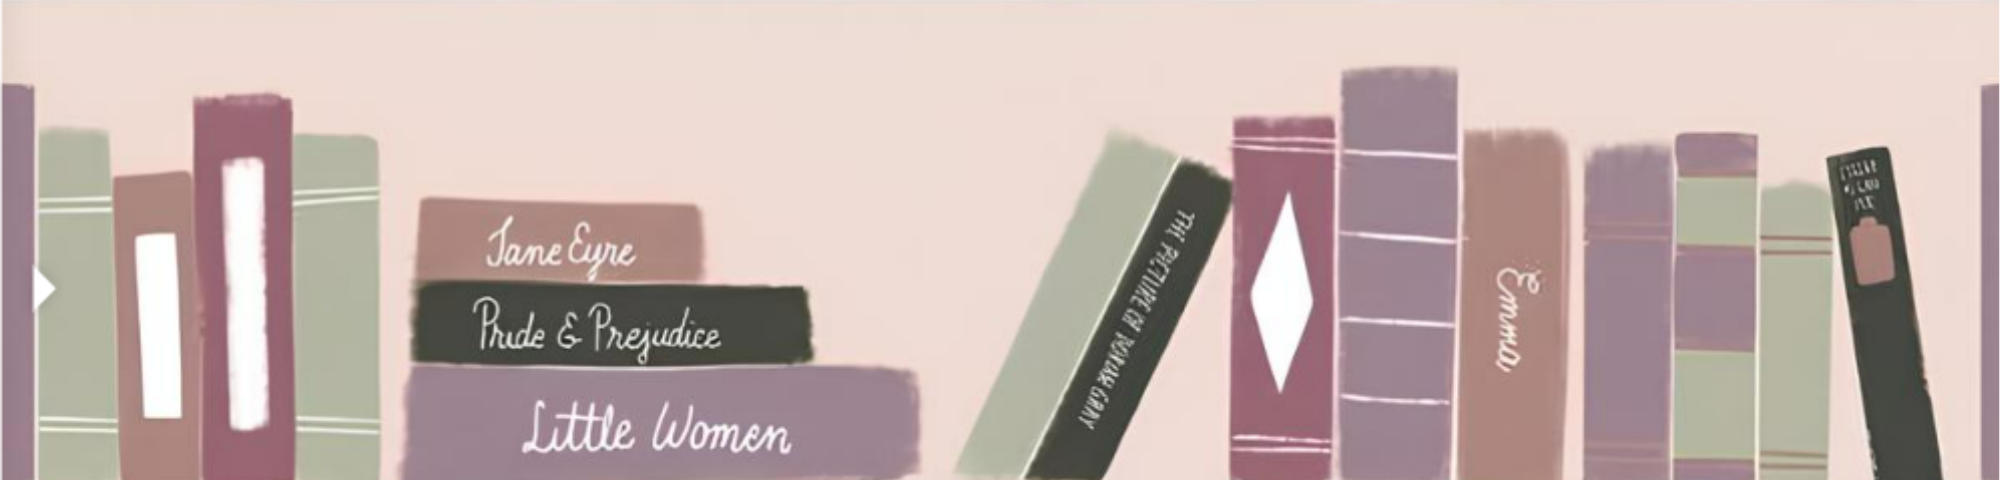 Jane Eyre
Pride & Prejudice
Little Women
THE PICTURE OF DORIAN GRAY
Emma